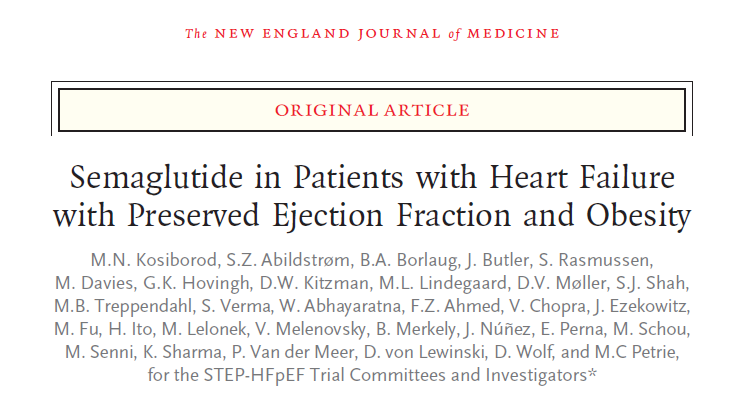 The NEW ENGLAND JOURNAL of MEDICINE
ORIGINAL ARTICLE
Semaglutide in Patients with Heart Failure
with Preserved Ejection Fraction and Obesity
M.N. Kosiborod, S.Z. Abildstrøm, B.A. Borlaug, J. Butler, S. Rasmussen,
M. Davies, G.K. Hovingh, D.W. Kitzman, M.L. Lindegaard, D.V. Møller, S.J. Shah,
M.B. Treppendahl, S. Verma, W. Abhayaratna, F.Z. Ahmed, V. Chopra, J. Ezekowitz,
M. Fu, H. Ito, M. Lelonek, V. Melenovsky, B. Merkely, J. Núñez, E. Perna, M. Schou,
M. Senni, K. Sharma, P. Van der Meer, D. von Lewinski, D. Wolf, and M.C Petrie,
for the STEP-HFpEF Trial Committees and Investigators*